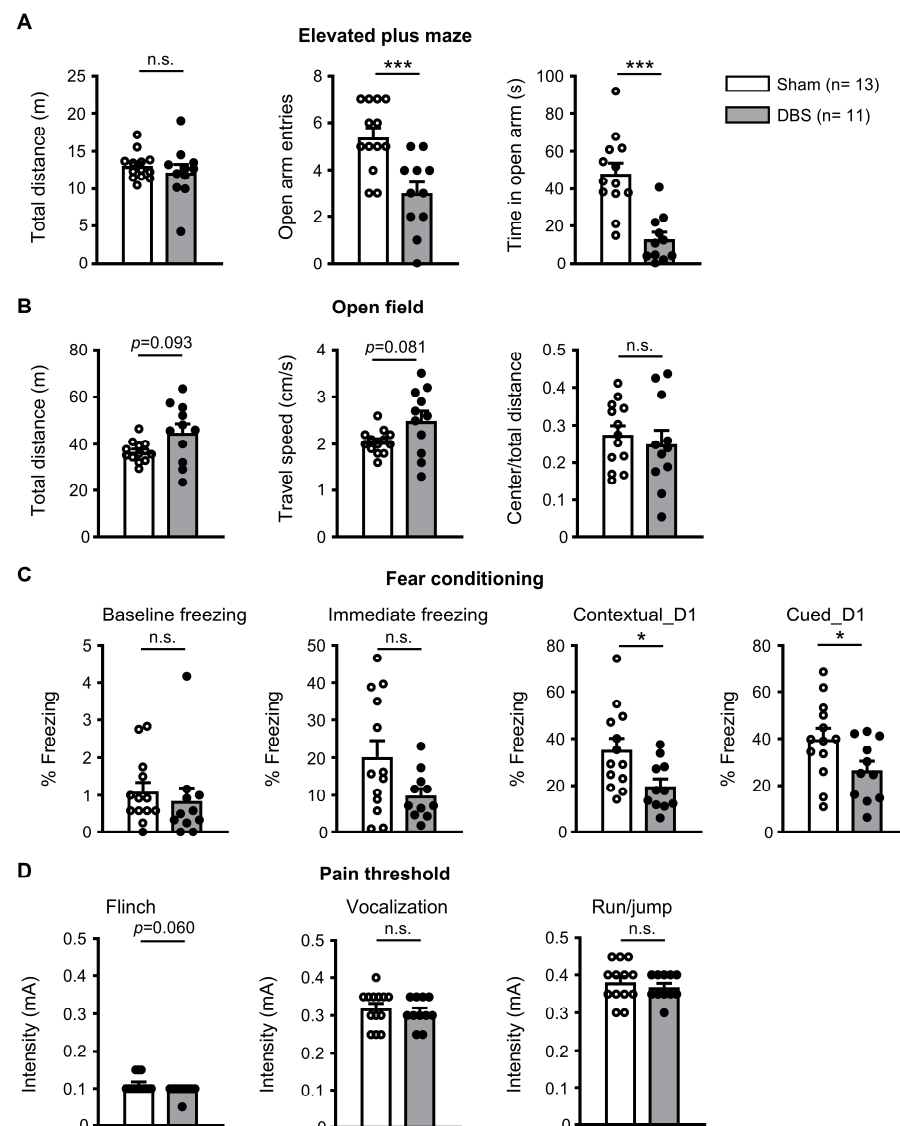 A
Elevated plus maze
n.s.
***
***
Total distance (m)
25
20
15
10
5
0
Open arm entries
8
6
4
2
0
Time in open arm (s)
100
80
60
40
20
0
Sham (n= 13)
DBS (n= 11)
B
Open field
p=0.093
p=0.081
n.s.
Total distance (m)
80
60
40
20
0
Travel speed (cm/s)
4
3
2
1
0
Center/total distance
0.5
0.4
0.3
0.2
0.1
0
C
Fear conditioning
Baseline freezing
n.s.
% Freezing
5
4
3
2
1
0
Immediate freezing
n.s.
% Freezing
50
40
30
20
10
0
Contextual_D1
*
% Freezing
80
60
40
20
0
Cued_D1
*
% Freezing
80
60
40
20
0
D
Pain threshold
Flinch
p=0.060
Intensity (mA)
0.5
0.4
0.3
0.2
0.1
0
Vocalization
n.s.
Intensity (mA)
0.5
0.4
0.3
0.2
0.1
0
Run/jump
n.s.
Intensity (mA)
0.5
0.4
0.3
0.2
0.1
0